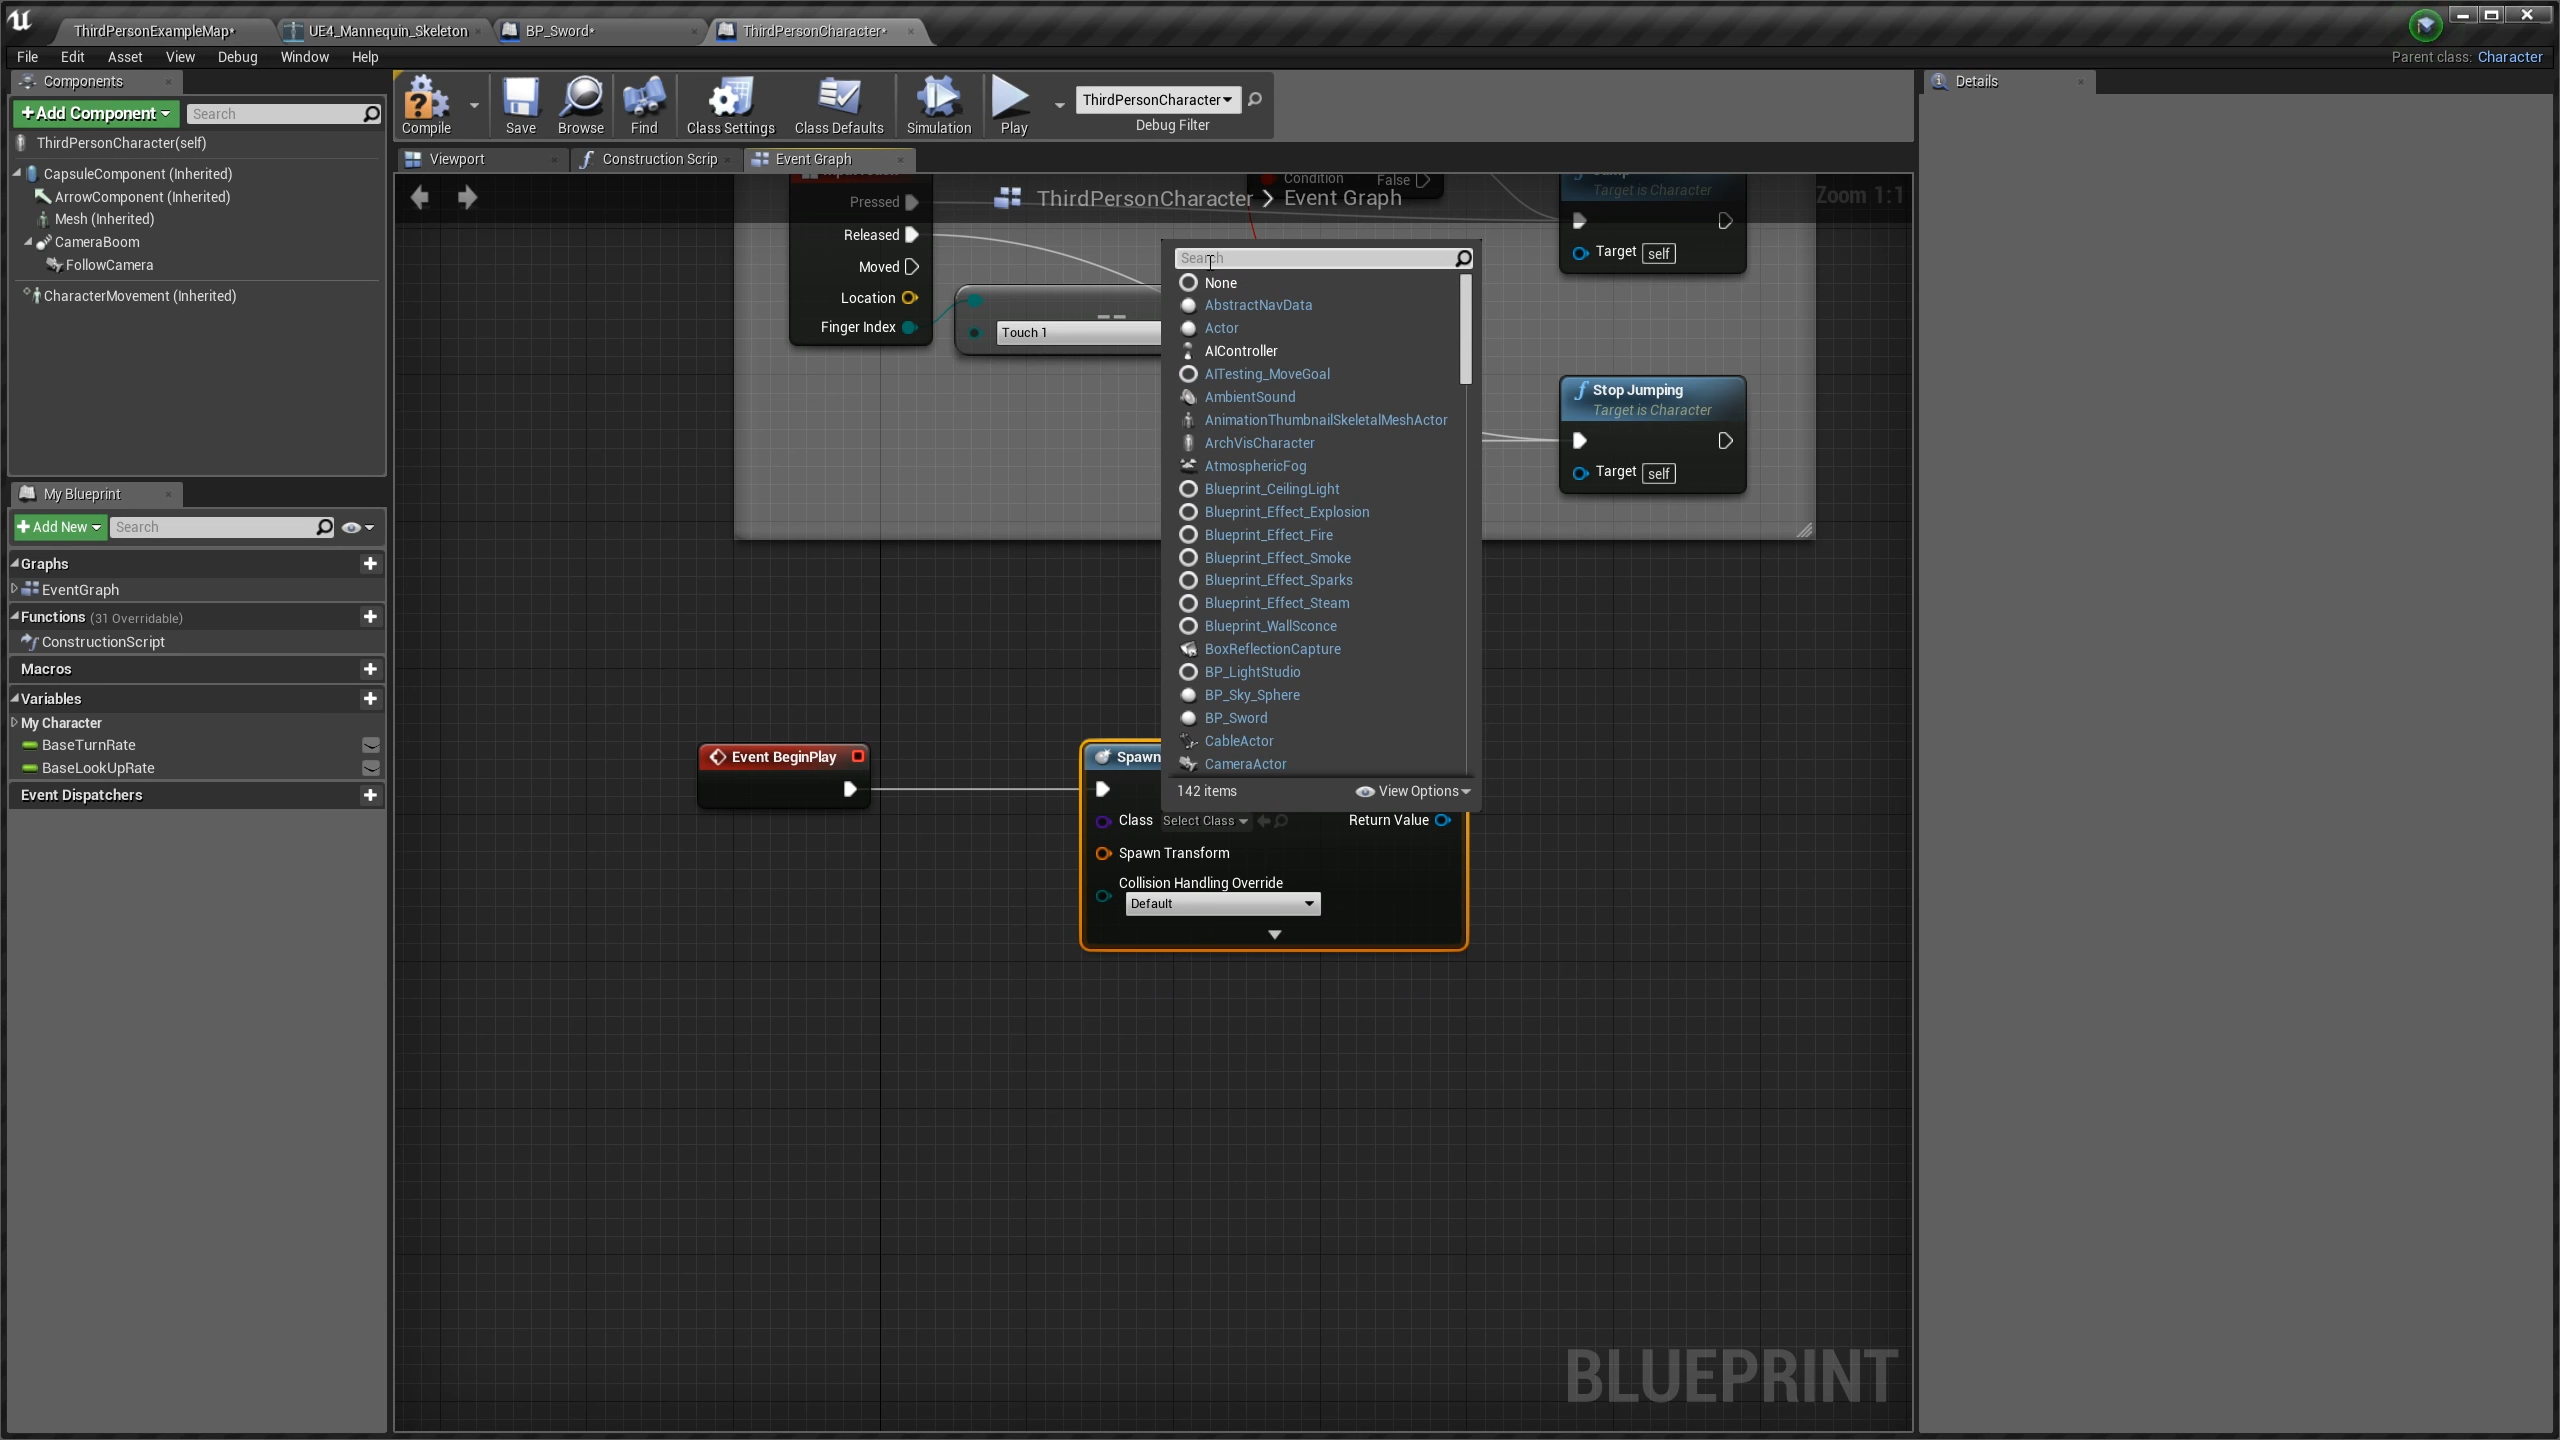 ThirdPersonExampleMap*
UE4_Mannequin_Skeleton
BP_Sword*
ThirdPersonCharacter*
File Edit Asset View Debug Window Help
Parent class: Character
Components
+Add Component
Search
ThirdPersonCharacter(self)
CapsuleComponent (Inherited)
ArrowComponent (Inherited)
Mesh (Inherited)
CameraBoom
FollowCamera
CharacterMovement (Inherited)
My Blueprint
+Add New
Search
Graphs
EventGraph
Functions (31 Overridable)
ConstructionScript
Macros
Variables
My Character
BaseTurnRate
BaseLookUpRate
Event Dispatchers
Compile
Save
Browse
Find
Class Settings
Class Defaults
Simulation
Play
ThirdPersonCharacter
Debug Filter
Viewport
Construction Scrip
Event Graph
ThirdPersonCharacter > Event Graph
Zoom 1:1
Pressed
Released
Moved
Location
Finger Index
Touch 1
Condition
False
Target is Character
Target self
Stop Jumping
Target is Character
Target self
Search
None
AbstractNavData
Actor
AIController
AITesting_MoveGoal
AmbientSound
AnimationThumbnailSkeletalMeshActor
ArchVisCharacter
AtmosphericFog
Blueprint_CeilingLight
Blueprint_Effect_Explosion
Blueprint_Effect_Fire
Blueprint_Effect_Smoke
Blueprint_Effect_Sparks
Blueprint_Effect_Steam
Blueprint_WallSconce
BoxReflectionCapture
BP_LightStudio
BP_Sky_Sphere
BP_Sword
CableActor
CameraActor
142 items
View Options
Event BeginPlay
Spawn
Class Select Class
Return Value
Spawn Transform
Collision Handling Override
Default
BLUEPRINT
Details